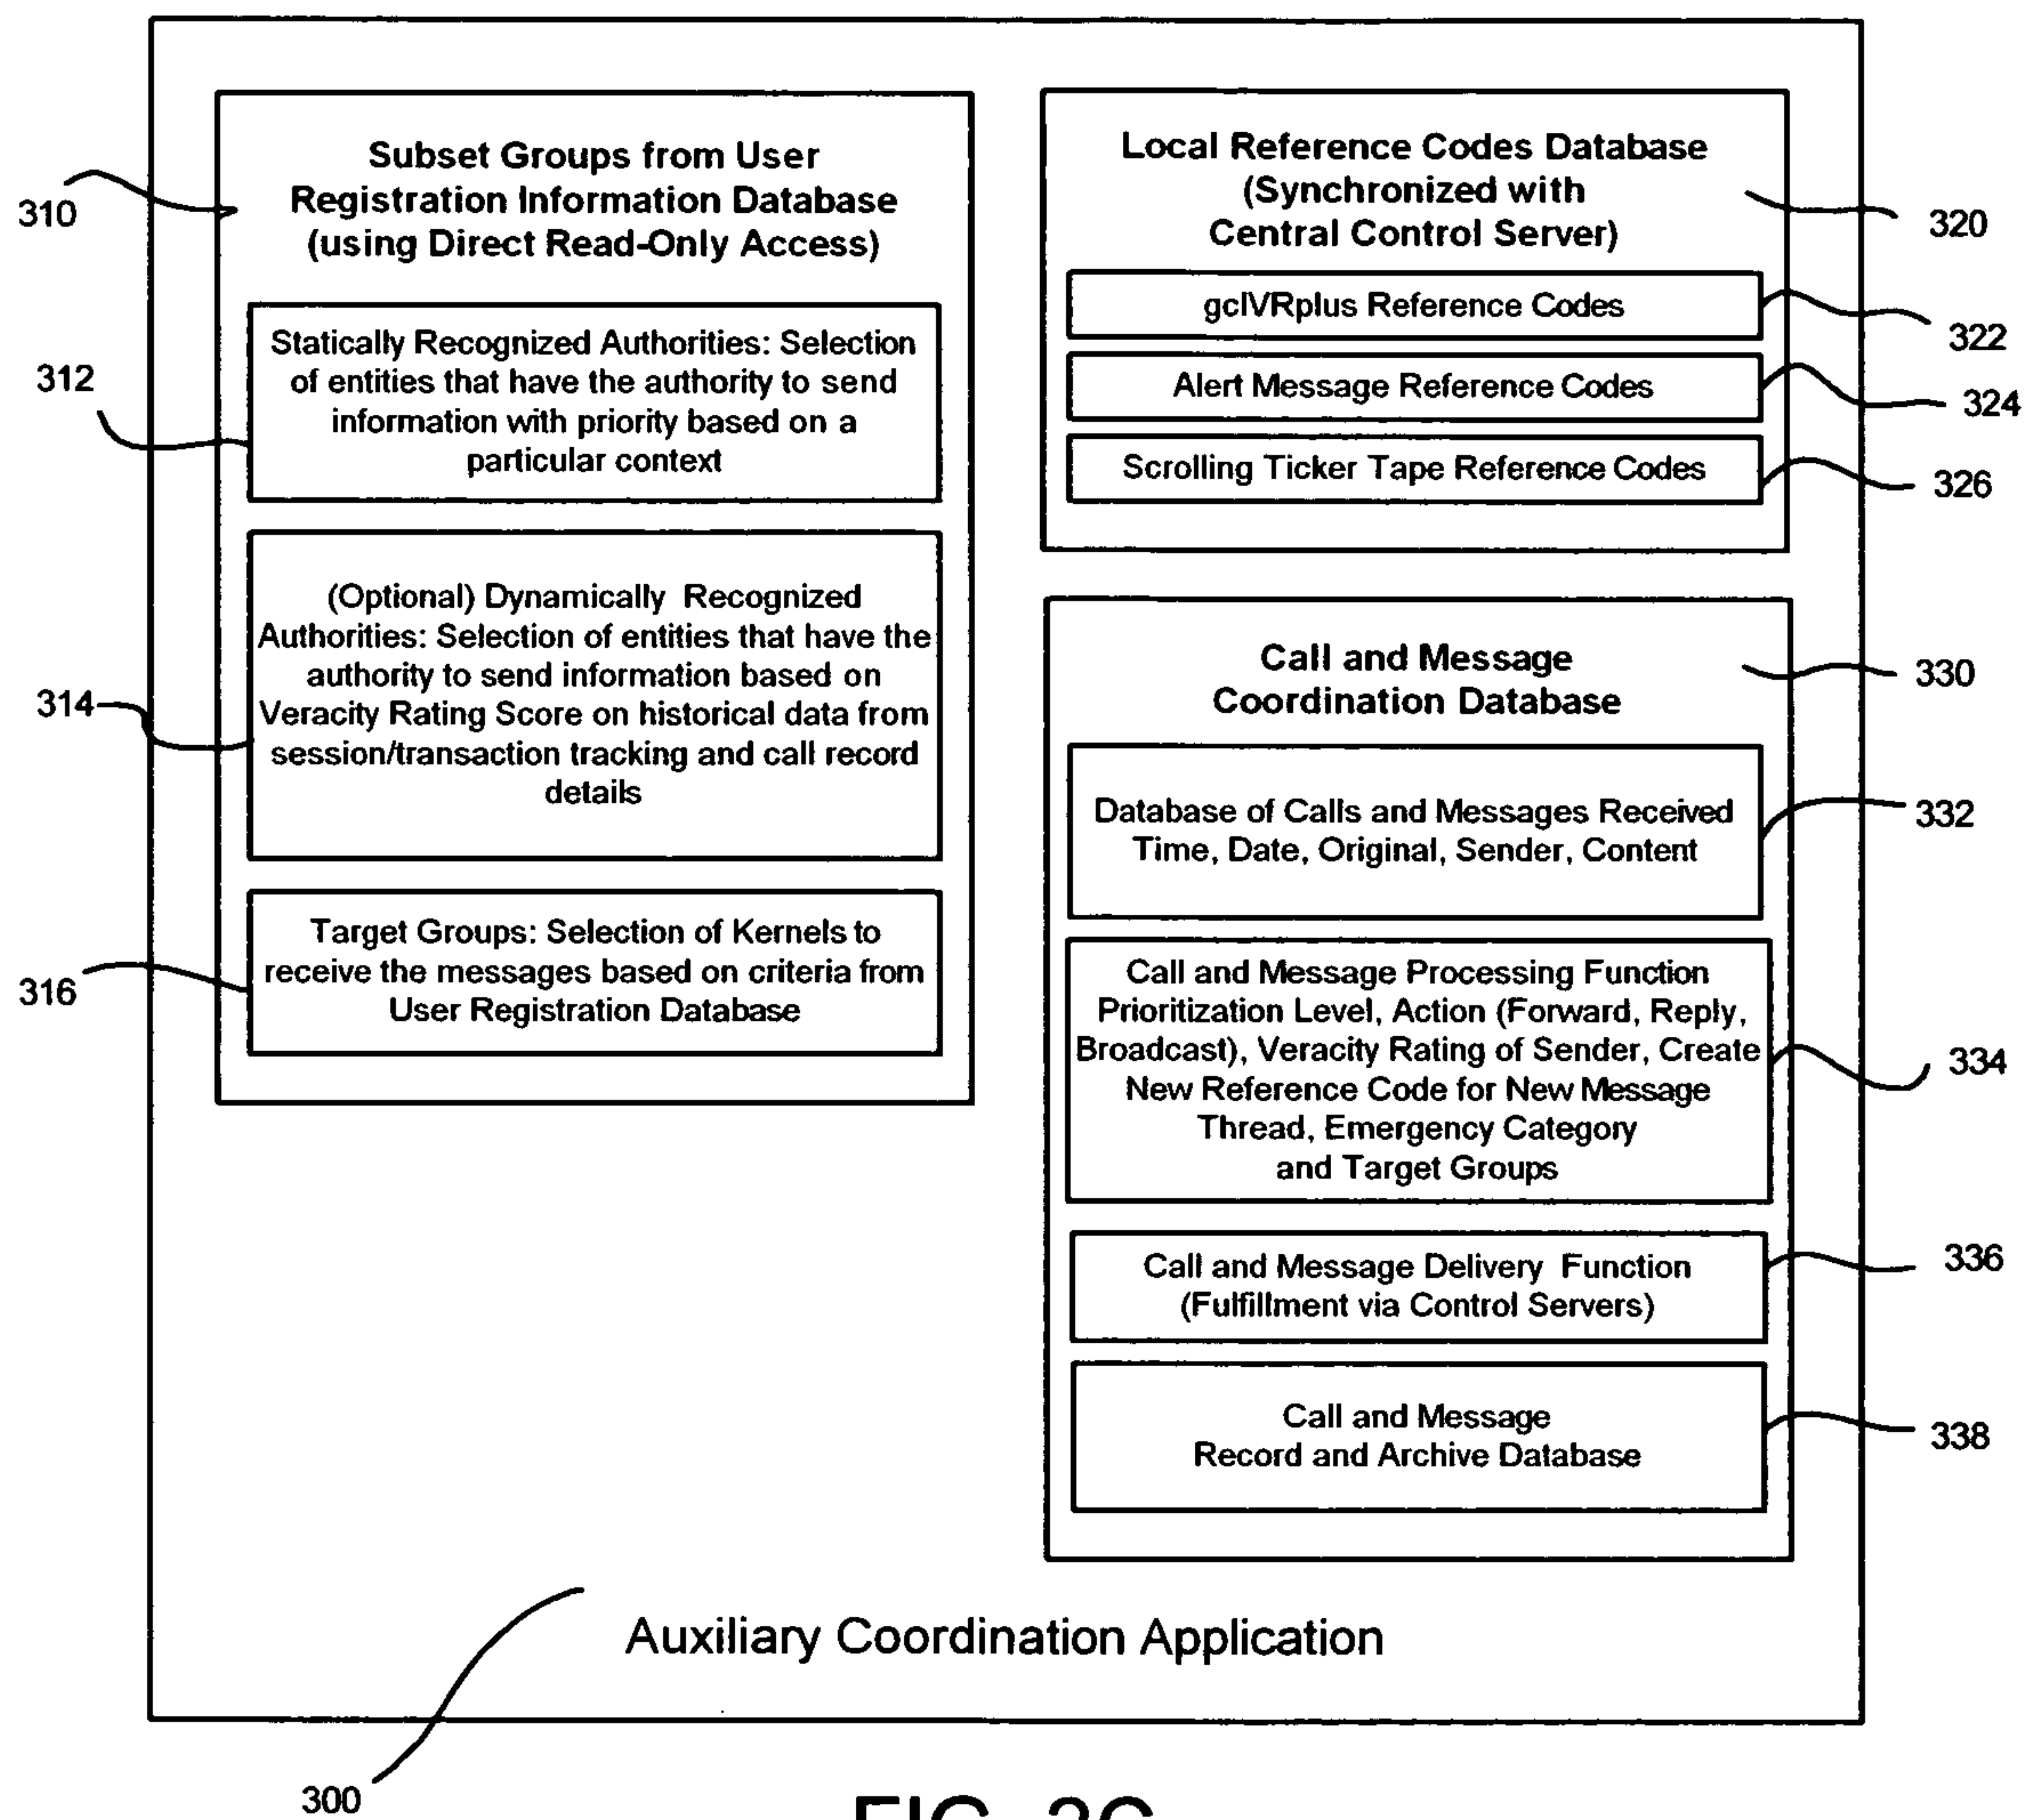 Subset Groups from User
Registration Information Database
(using Direct Read-Only Access)
310
Statically Recognized Authorities: Selection
of entities that have the authority to send
information with priority based on a
particular context
312
(Optional) Dynamically Recognized
Authorities: Selection of entities that have the
authority to send information based on
Veracity Rating Score on historical data from
session/transaction tracking and call record
details
314
Target Groups: Selection of Kernels to
receive the messages based on criteria from
User Registration Database
316
Local Reference Codes Database
(Synchronized with
Central Control Server)
320
gcIVRplus Reference Codes
322
Alert Message Reference Codes
324
Scrolling Ticker Tape Reference Codes
326
Call and Message
Coordination Database
330
Database of Calls and Messages Received
Time, Date, Original, Sender, Content
332
Call and Message Processing Function
Prioritization Level, Action (Forward, Reply,
Broadcast), Veracity Rating of Sender, Create
New Reference Code for New Message
Thread, Emergency Category
and Target Groups
334
Call and Message Delivery Function
(Fulfillment via Control Servers)
336
Call and Message
Record and Archive Database
338
Auxiliary Coordination Application
300